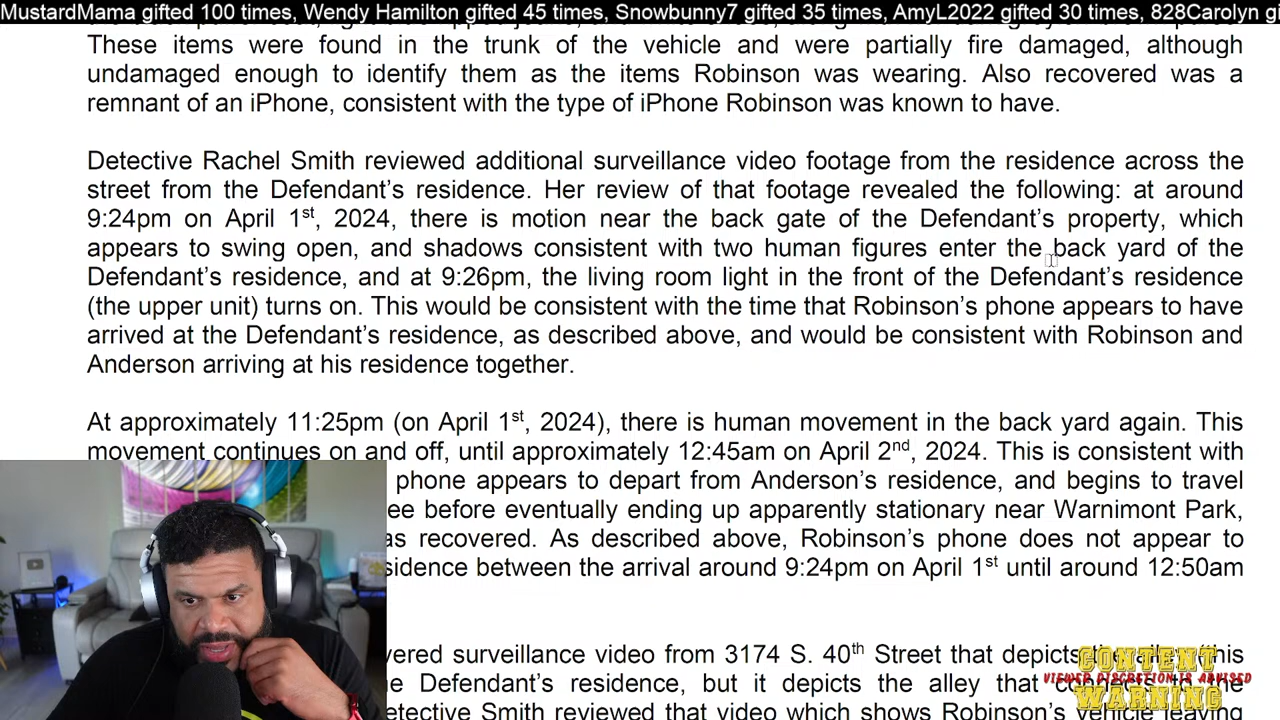 MustardMama gifted 100 times, Wendy Hamilton gifted 45 times, Snowbunny7 gifted 35 times, AmyL2022 gifted 30 times, 828Carolyn gi
These items were found in the trunk of the vehicle and were partially fire damaged, although
undamaged enough to identify them as the items Robinson was wearing. Also recovered was a
remnant of an iPhone, consistent with the type of iPhone Robinson was known to have.
Detective Rachel Smith reviewed additional surveillance video footage from the residence across the
street from the Defendant's residence. Her review of that footage revealed the following: at around
9:24pm on April 1st, 2024, there is motion near the back gate of the Defendant's property, which
appears to swing open, and shadows consistent with two human figures enter the back yard of the
Defendant's residence, and at 9:26pm, the living room light in the front of the Defendant's residence
(the upper unit) turns on. This would be consistent with the time that Robinson's phone appears to have
arrived at the Defendant's residence, as described above, and would be consistent with Robinson and
Anderson arriving at his residence together.
At approximately 11:25pm (on April 1st, 2024), there is human movement in the back yard again. This
movement continues on and off, until approximately 12:45am on April 2nd, 2024. This is consistent with
phone appears to depart from Anderson's residence, and begins to travel
ee before eventually ending up apparently stationary near Warnimont Park,
as recovered. As described above, Robinson's phone does not appear to
sidence between the arrival around 9:24pm on April 1st until around 12:50am
vered surveillance video from 3174 S. 40th Street that depicts
this
e Defendant's residence, but it depicts the alley that
the
etective Smith reviewed that video which shows Robinson's vehicle
CONTENT
VIEWER DISCRETION IS ADVISED
WARNING